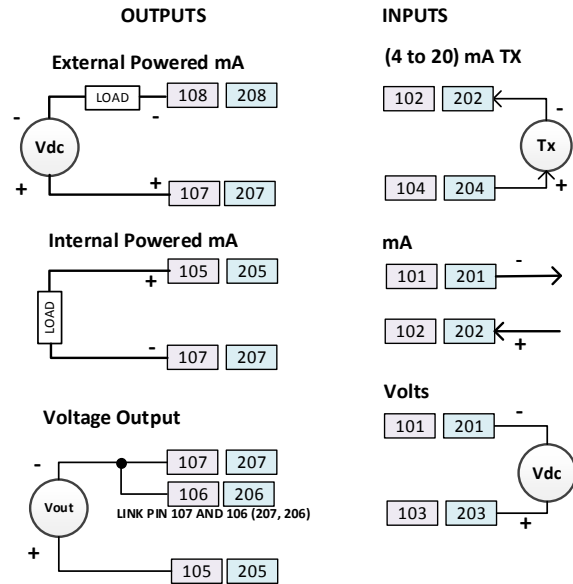 OUTPUTS
External Powered mA
LOAD
108 208
-
-
Vdc
+
+
107 207
Internal Powered mA
105 205
+
LOAD
-
107 207
Voltage Output
-
107 207
106 206
Vout
LINK PIN 107 AND 106 (207, 206)
+
105 205
INPUTS
(4 to 20) mA TX
102 202
-
Tx
104 204
+
mA
101 201
-
102 202
+
Volts
101 201
-
Vdc
103 203
+